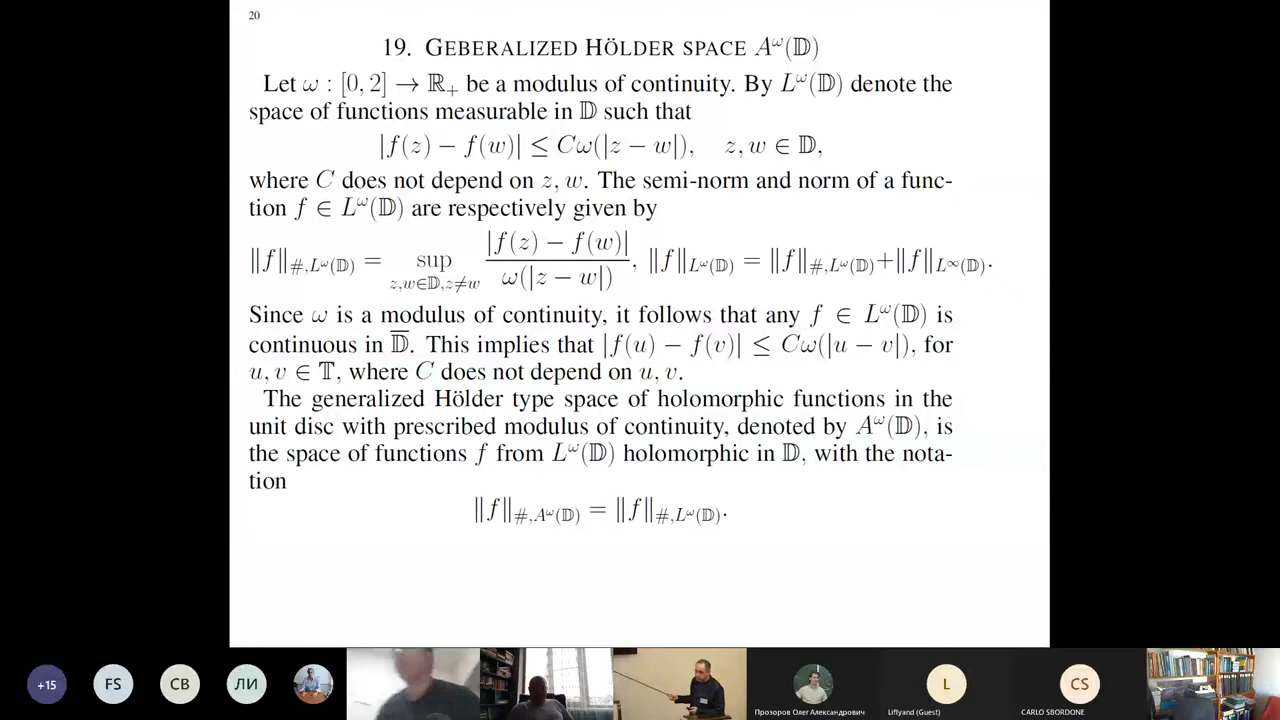 20
19. GEBERALIZED HÖLDER SPACE A^ω(𝔻)
Let ω : [0, 2] → ℝ₊ be a modulus of continuity. By L^ω(𝔻) denote the
space of functions measurable in 𝔻 such that
|f(z) − f(w)| ≤ Cω(|z − w|), z, w ∈ 𝔻,
where C does not depend on z, w. The semi-norm and norm of a func-
tion f ∈ L^ω(𝔻) are respectively given by
‖f‖_{#,L^ω(𝔻)} = sup_{z,w∈𝔻,z≠w} |f(z) − f(w)| / ω(|z − w|), ‖f‖_{L^ω(𝔻)} = ‖f‖_{#,L^ω(𝔻)}+‖f‖_{L^∞(𝔻)}.
Since ω is a modulus of continuity, it follows that any f ∈ L^ω(𝔻) is
continuous in \overline{𝔻}. This implies that |f(u) − f(v)| ≤ Cω(|u − v|), for
u, v ∈ 𝕋, where C does not depend on u, v.
The generalized Hölder type space of holomorphic functions in the
unit disc with prescribed modulus of continuity, denoted by A^ω(𝔻), is
the space of functions f from L^ω(𝔻) holomorphic in 𝔻, with the nota-
tion
‖f‖_{#,A^ω(𝔻)} = ‖f‖_{#,L^ω(𝔻)}.
+15 FS СВ ЛИ L CS
Прозоров Олег Александрович Liflyand (Guest) CARLO SBORDONE